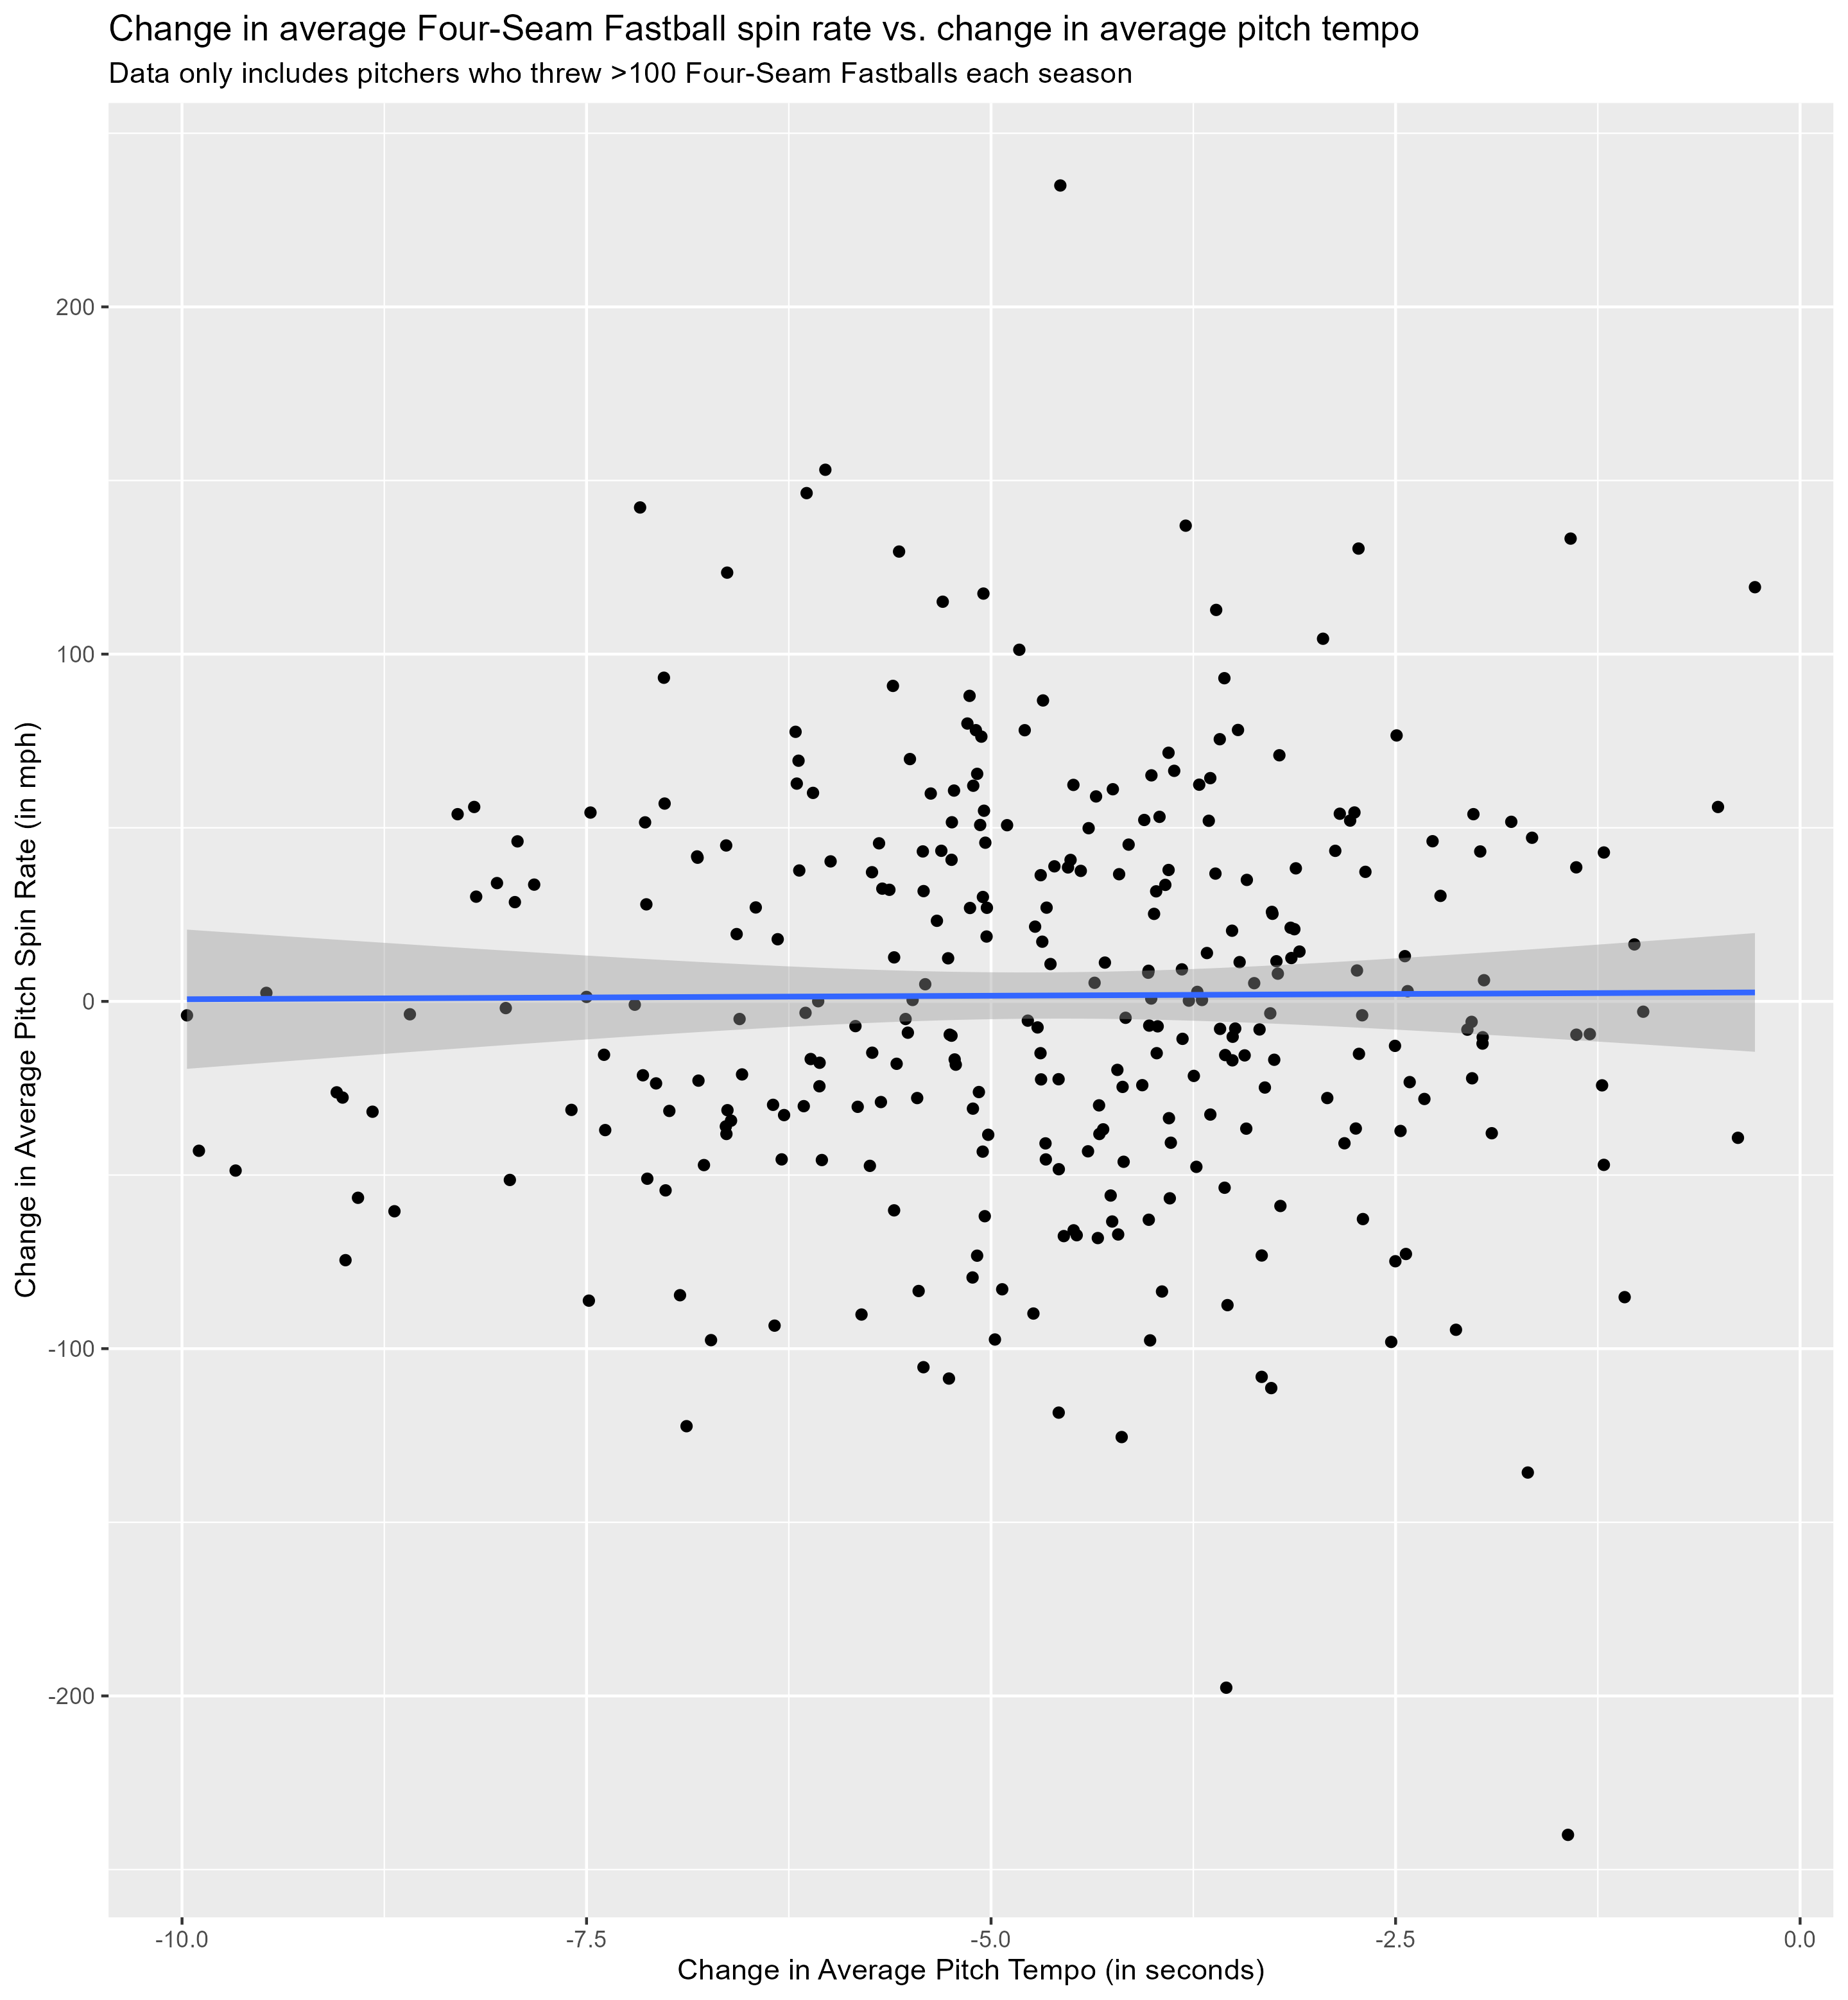 Change in average Four-Seam Fastball spin rate vs. change in average pitch tempo
Data only includes pitchers who threw >100 Four-Seam Fastballs each season
Change in Average Pitch Spin Rate (in mph)
200
100
0
-100
-200
-10.0
-7.5
-5.0
-2.5
0.0
Change in Average Pitch Tempo (in seconds)